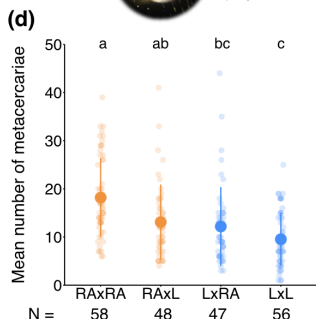 (d)
50
a ab bc c
40
30
20
10
0
Mean number of metacercariae
RAxRA RAxL LxRA LxL
N = 58 48 47 56